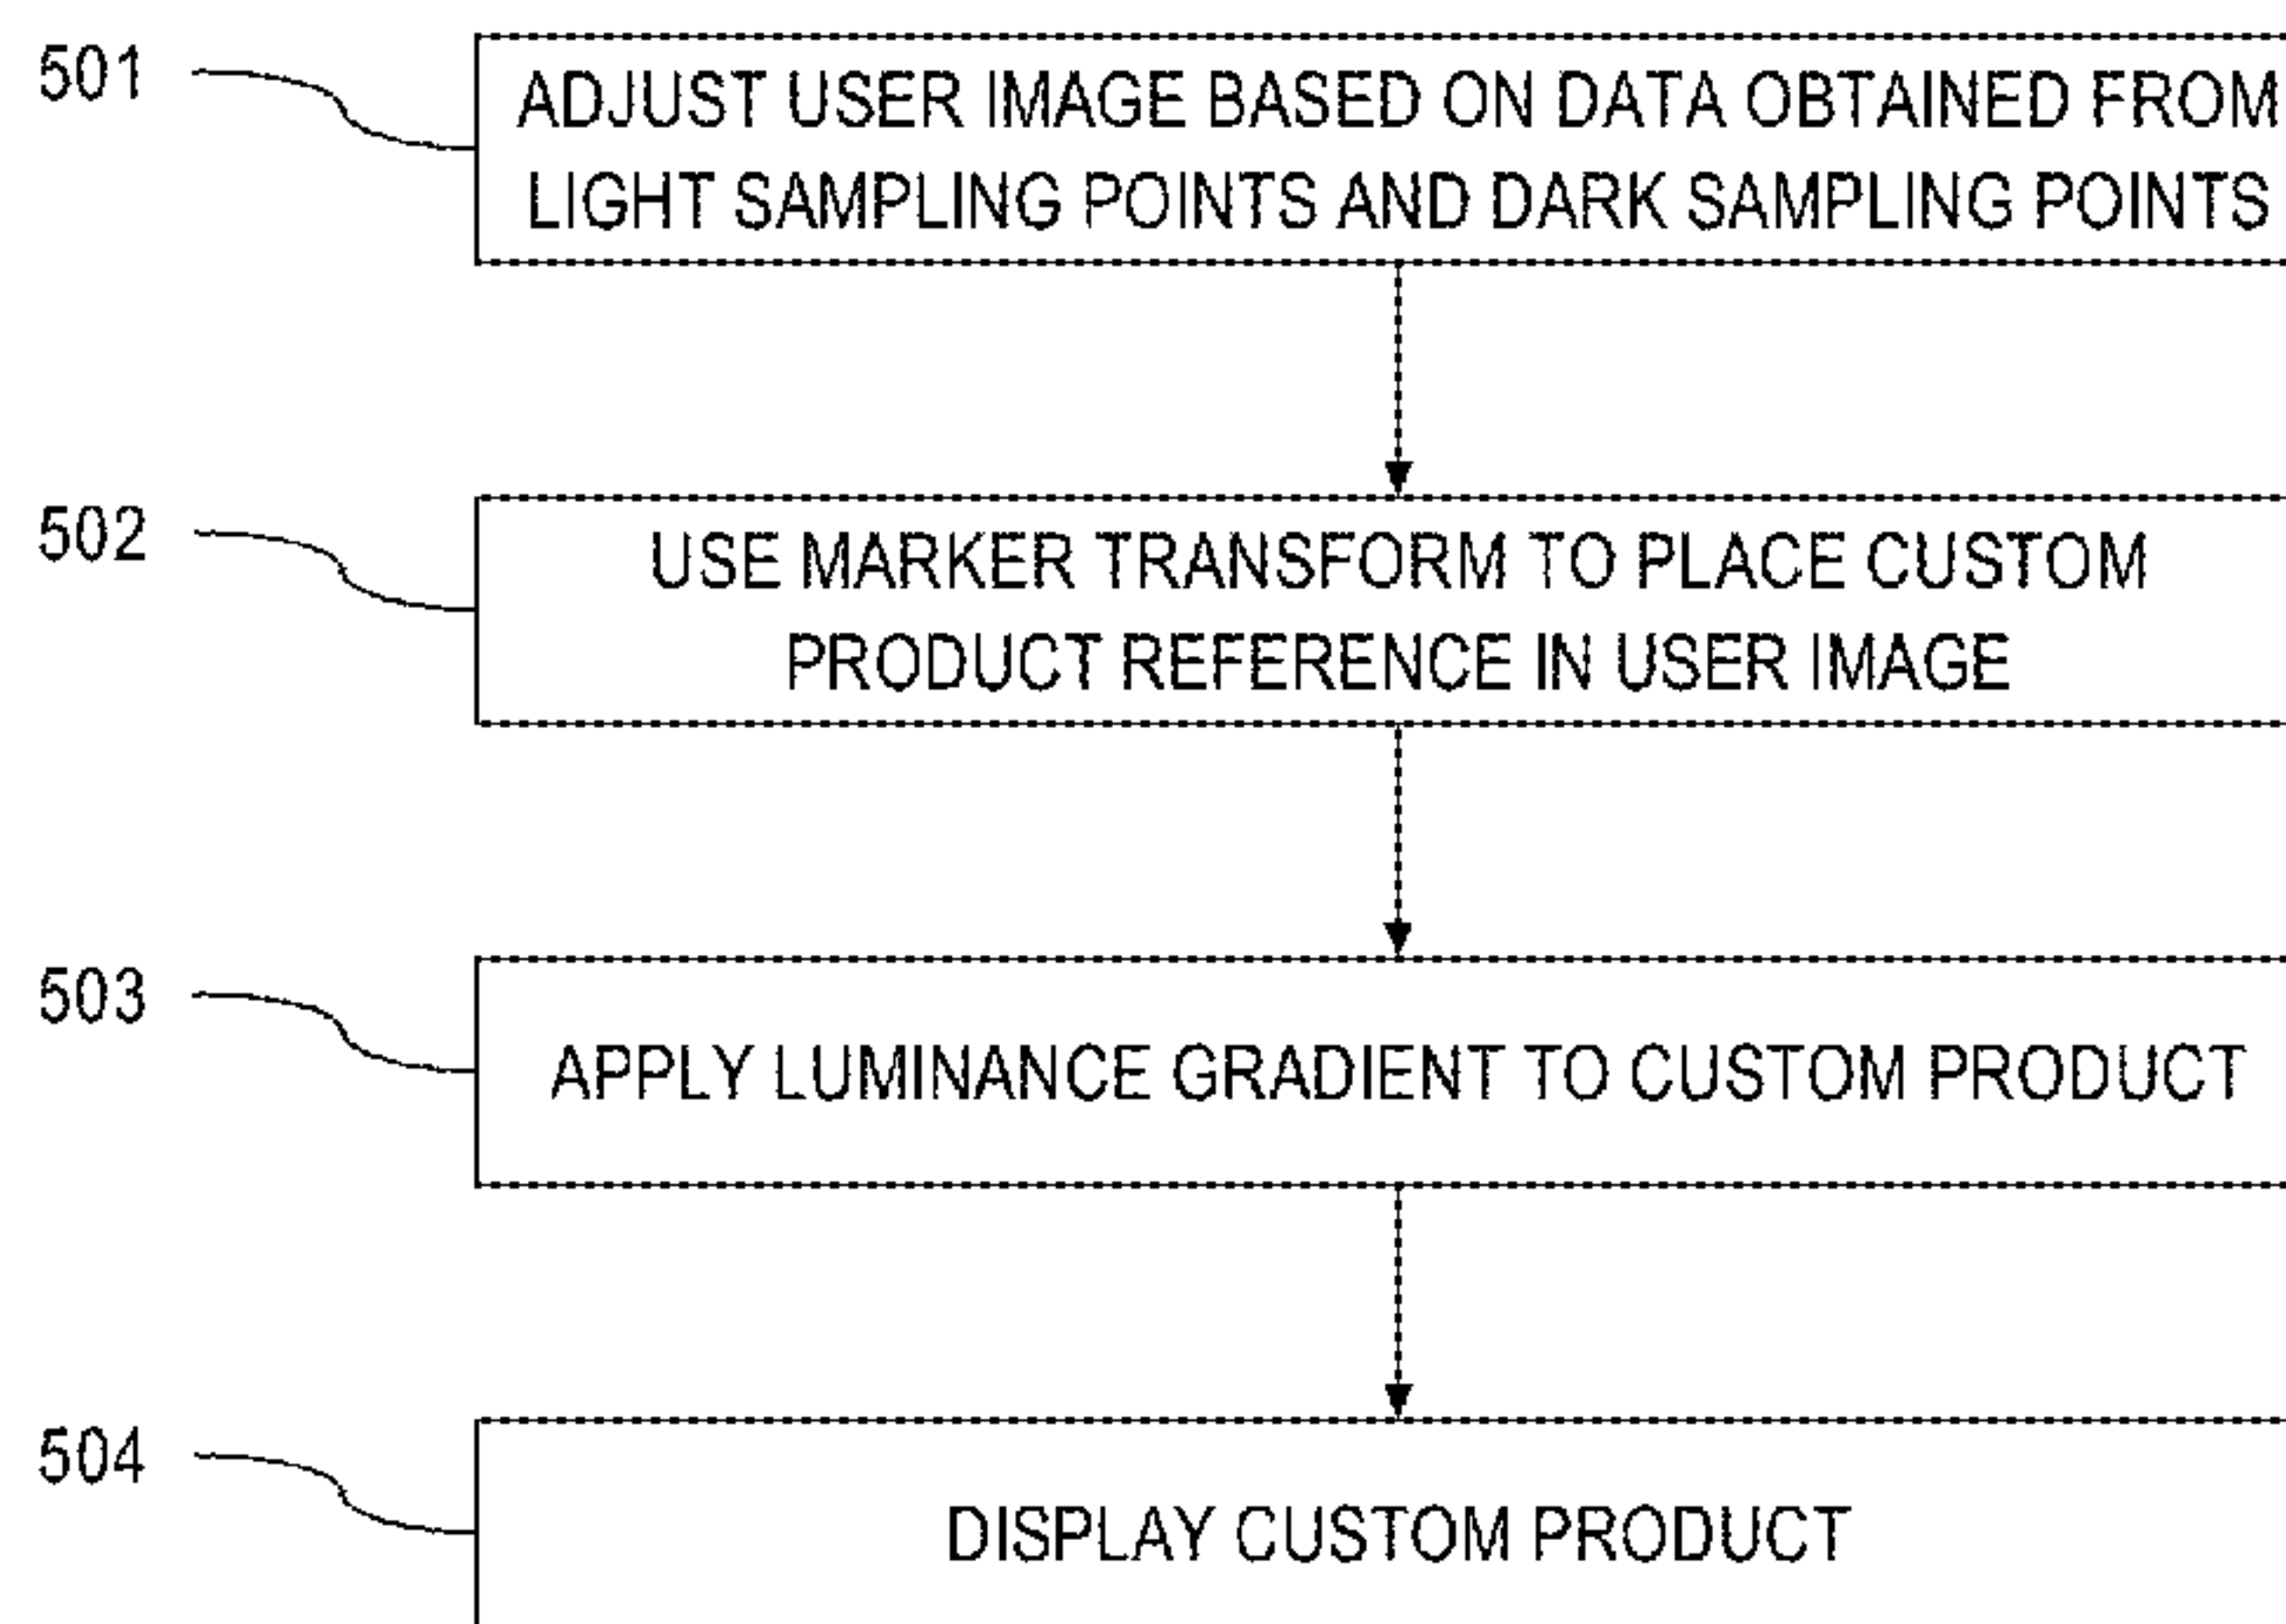 501
ADJUST USER IMAGE BASED ON DATA OBTAINED FROM
LIGHT SAMPLING POINTS AND DARK SAMPLING POINTS
502
USE MARKER TRANSFORM TO PLACE CUSTOM
PRODUCT REFERENCE IN USER IMAGE
503
APPLY LUMINANCE GRADIENT TO CUSTOM PRODUCT
504
DISPLAY CUSTOM PRODUCT